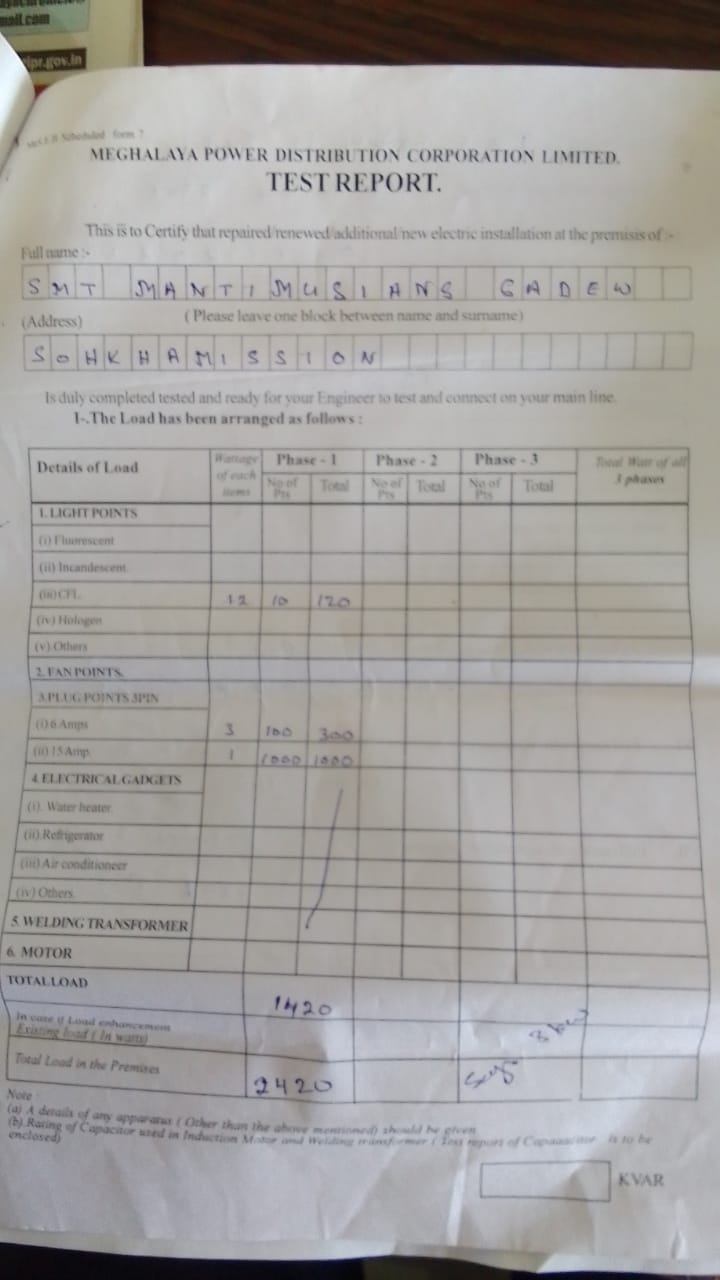 mail.com
ipr.gov.in
Scheduled form 7
MEGHALAYA POWER DISTRIBUTION CORPORATION LIMITED.
TEST REPORT.
This is to Certify that repaired/renewed/additional/new electric installation at the premisis of :-
Full name :-
SMT MANTIMUSIANS GADEW
(Address) ( Please leave one block between name and surname)
SOHKHAMISSION
Is duly completed tested and ready for your Engineer to test and connect on your main line.
1-.The Load has been arranged as follows :
Details of Load Wattage of each items Phase - 1 Phase - 2 Phase - 3 Total Watt of all 3 phases
No of Pts Total No of Pts Total No of Pts Total
1. LIGHT POINTS
(i) Fluorescent
(ii) Incandescent
(iii) CFL 12 10 120
(iv) Hologen
(v) Others
2. FAN POINTS.
3.PLUG POINTS 3PIN
(i) 6 Amps 3 100 300
(ii) 15 Amp. 1 1000 1000
4. ELECTRICAL GADGETS
(i). Water heater
(ii) Refrigerator
(iii) Air conditioneer
(iv) Others.
5. WELDING TRANSFORMER
6. MOTOR
TOTAL LOAD 1420
In case if Load enhancement
Existing load ( In watts)
Total Load in the Premises 2420
Note
(a) A details of any apparatus ( Other than the above mentioned) should be given
(b).Rating of Capacitor used in Induction Motor and Welding transformer ( Test report of is to be
enclosed)
KVAR